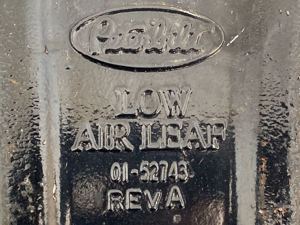 Peterbilt
LOW
AIR LEAF
01-52743
REV A